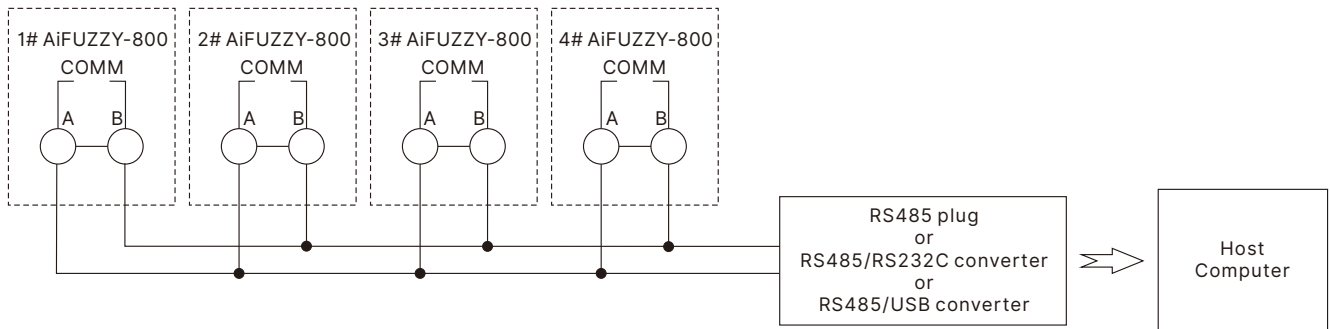 1# AiFUZZY-800
COMM
A B
2# AiFUZZY-800
COMM
A B
3# AiFUZZY-800
COMM
A B
4# AiFUZZY-800
COMM
A B
RS485 plug
or
RS485/RS232C converter
or
RS485/USB converter
Host
Computer